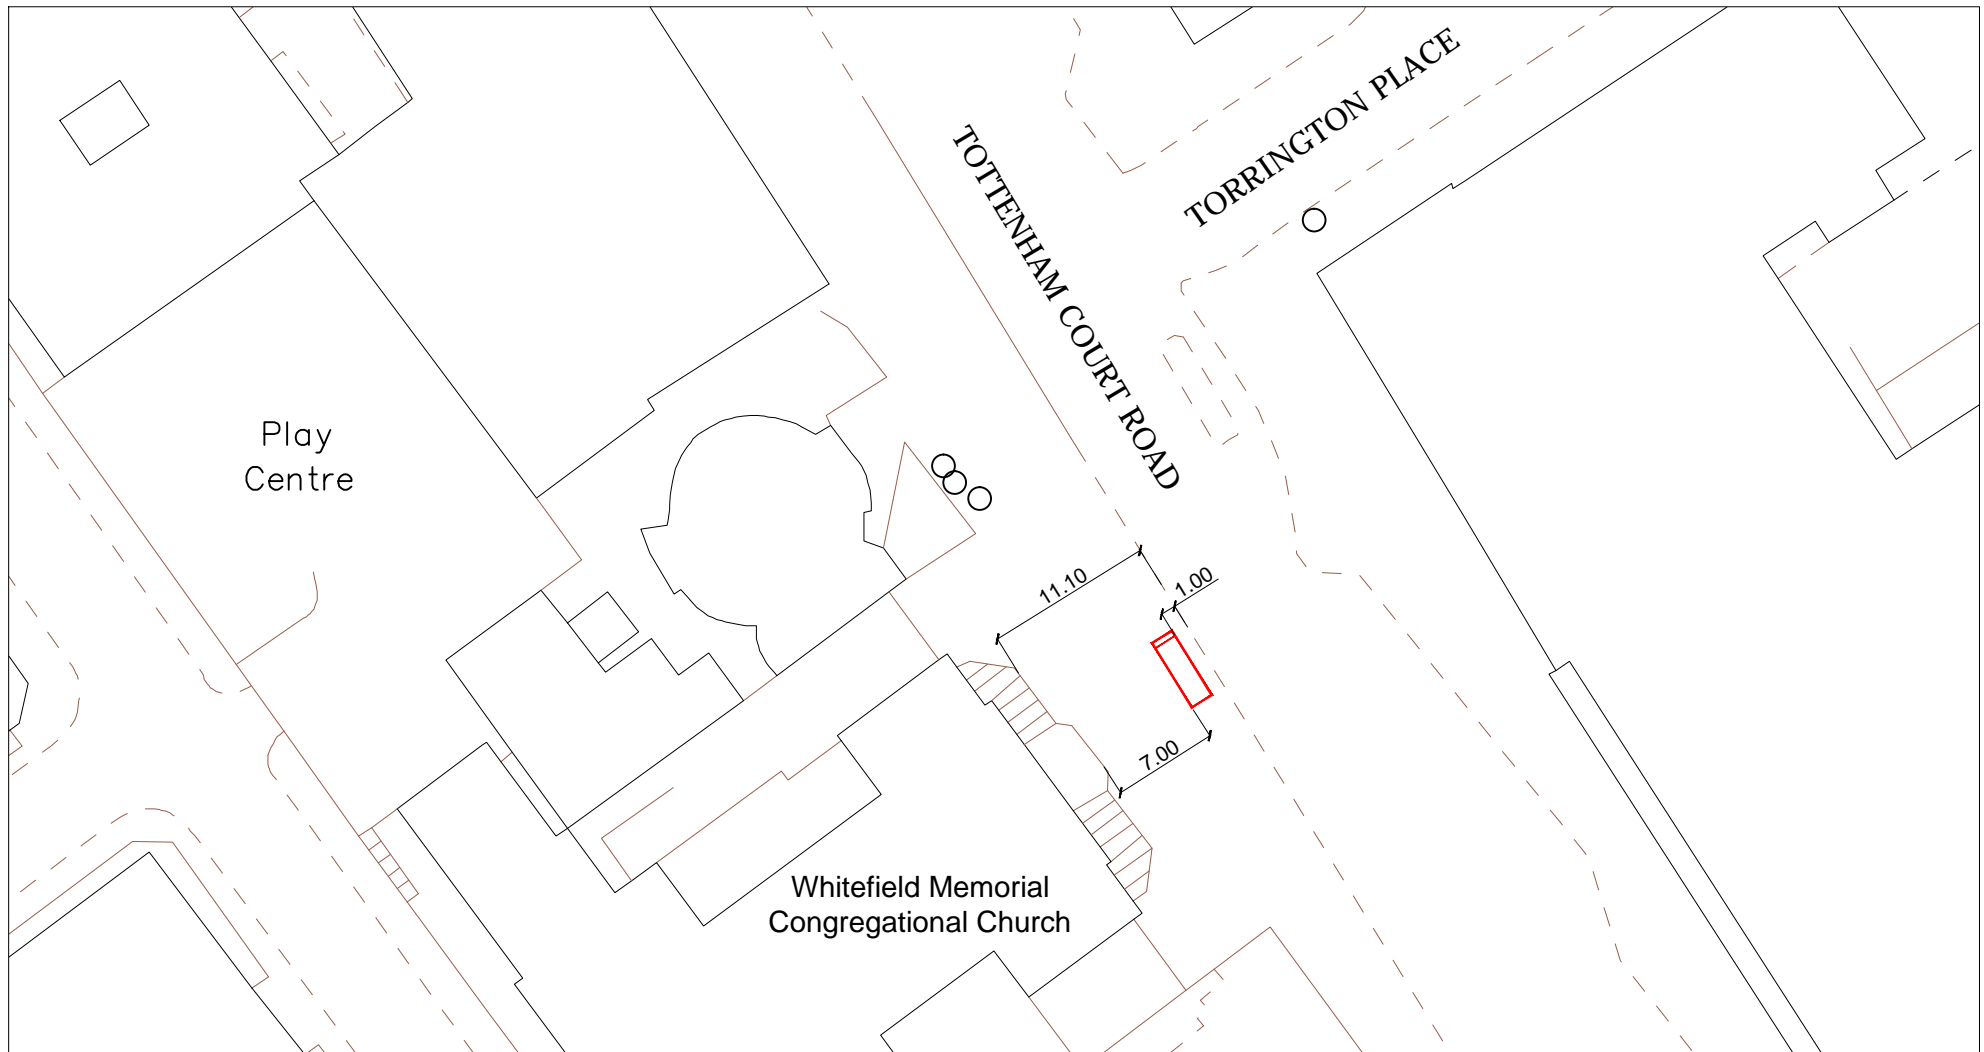 TORRINGTON PLACE
TOTTENHAM COURT ROAD
Play
Centre
11.10
1.00
7.00
Whitefield Memorial
Congregational Church